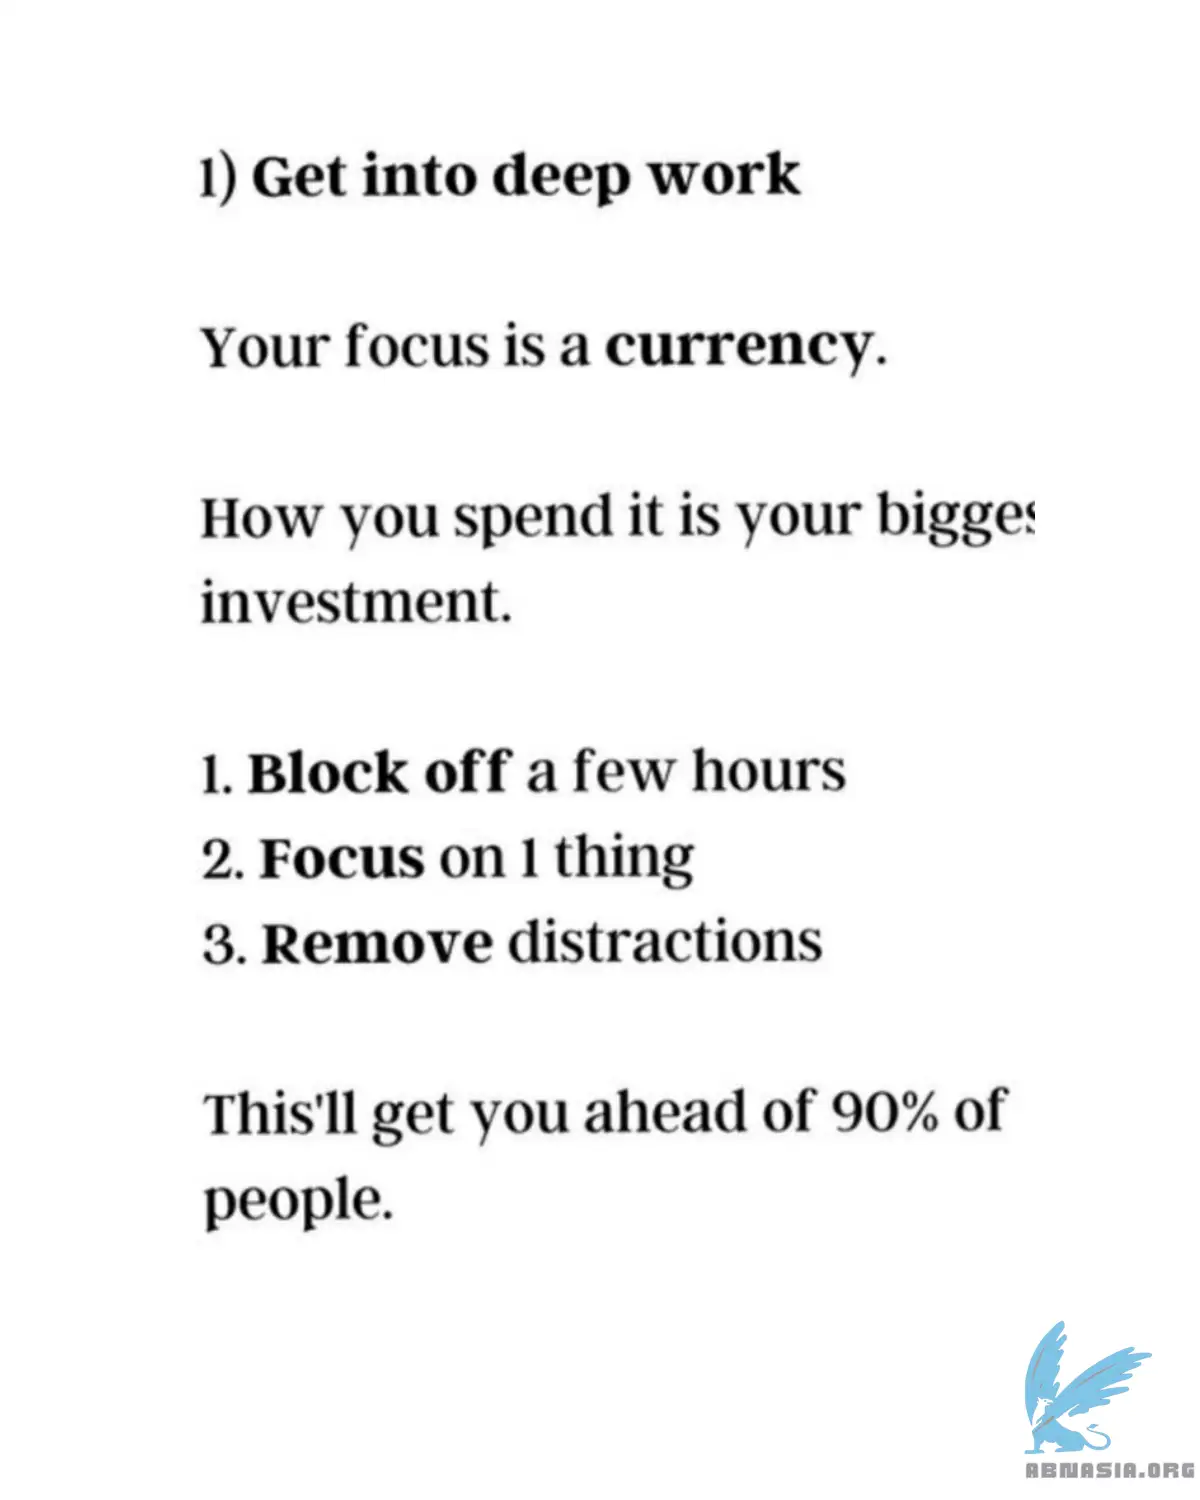 1) Get into deep work
Your focus is a currency.
How you spend it is your bigges
investment.
1. Block off a few hours
2. Focus on 1 thing
3. Remove distractions
This'll get you ahead of 90% of
people.
ABNASIA.ORG